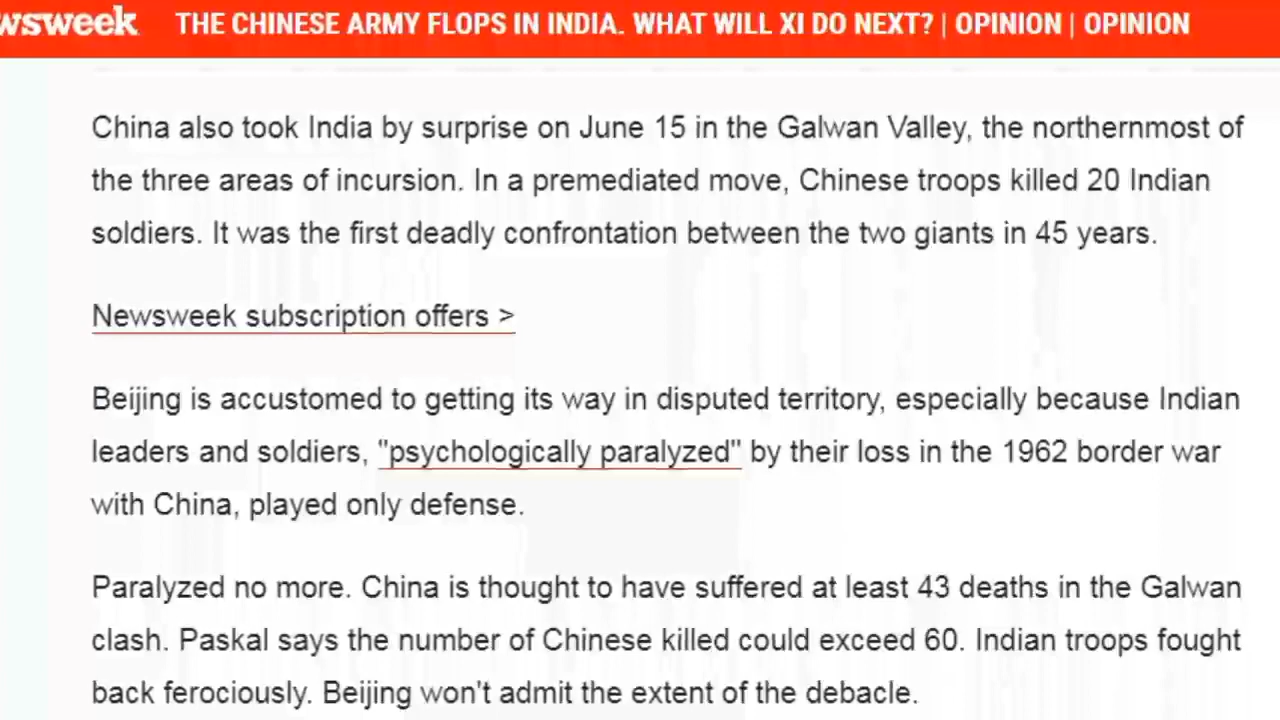 wsweek THE CHINESE ARMY FLOPS IN INDIA. WHAT WILL XI DO NEXT? | OPINION | OPINION
China also took India by surprise on June 15 in the Galwan Valley, the northernmost of
the three areas of incursion. In a premediated move, Chinese troops killed 20 Indian
soldiers. It was the first deadly confrontation between the two giants in 45 years.
Newsweek subscription offers >
Beijing is accustomed to getting its way in disputed territory, especially because Indian
leaders and soldiers, "psychologically paralyzed" by their loss in the 1962 border war
with China, played only defense.
Paralyzed no more. China is thought to have suffered at least 43 deaths in the Galwan
clash. Paskal says the number of Chinese killed could exceed 60. Indian troops fought
back ferociously. Beijing won't admit the extent of the debacle.